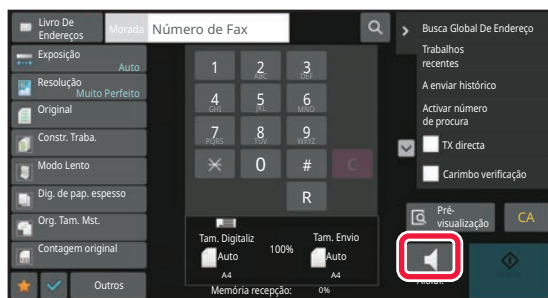 Livro De
Endereços
Morada
Número de Fax
Exposição
Auto
Resolução
Muito Perfeito
Original
Constr. Traba.
Modo Lento
Dig. de pap. espesso
Org. Tam. Mst.
Contagem original
Outros
1
2
ABC
3
DEF
4
GHI
5
JKL
6
MNO
7
PQRS
8
TUV
9
WXYZ
0
#
C
R
Tam. Digitaliz
Auto
A4
100%
Tam. Envio
Auto
A4
Memória recepção: 0%
Busca Global De Endereço
Trabalhos
recentes
A enviar histórico
Activar número
de procura
TX directa
Carimbo verificação
Pré-
visualização
CA